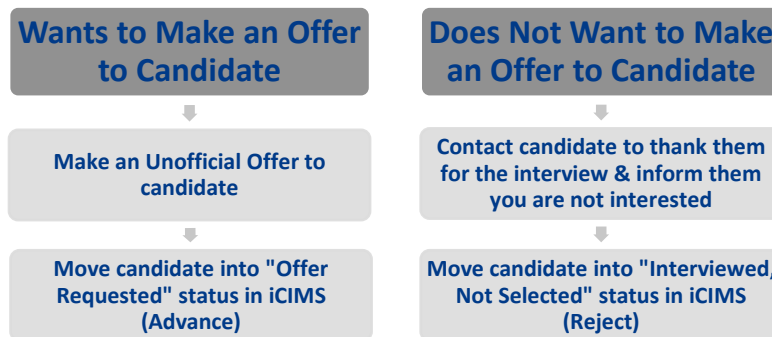 Wants to Make an Offer
to Candidate
Make an Unofficial Offer to
candidate
Move candidate into "Offer
Requested" status in iCIMS
(Advance)
Does Not Want to Make
an Offer to Candidate
Contact candidate to thank them
for the interview & inform them
you are not interested
Move candidate into "Interviewed,
Not Selected" status in iCIMS
(Reject)